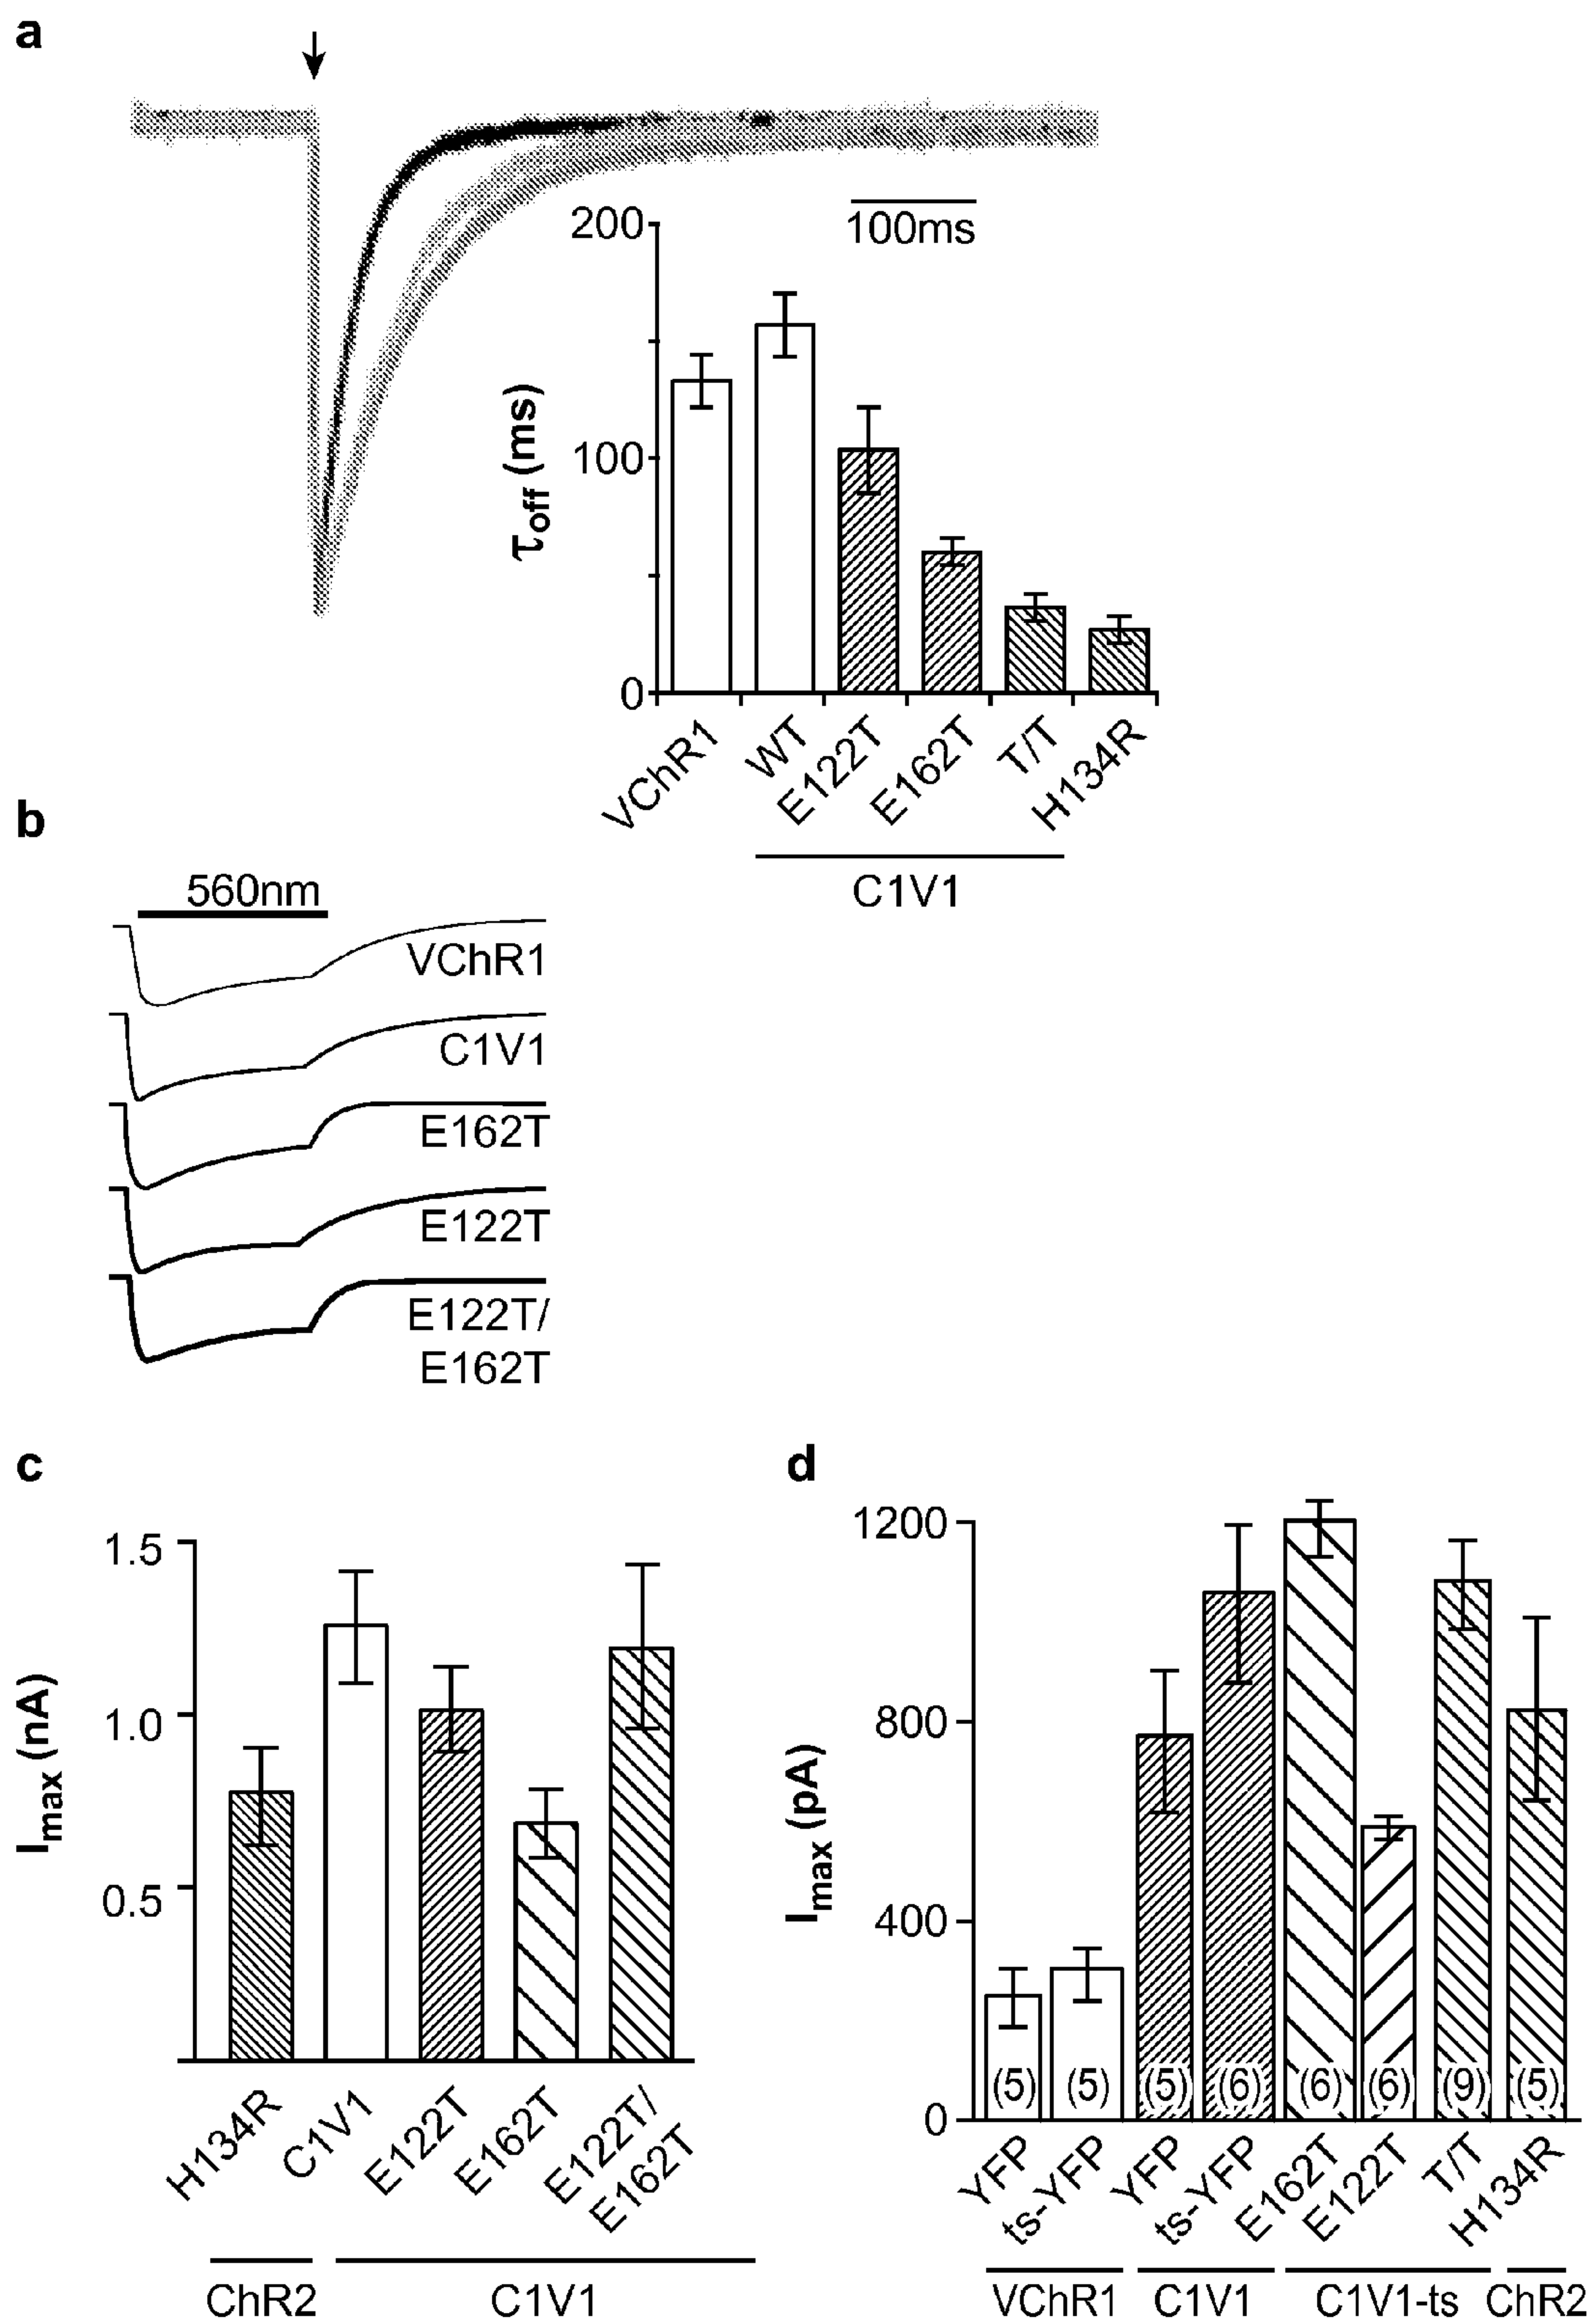 a
100ms
200
100
0
τoff (ms)
VChR1
WT
E122T
E162T
T/T
H134R
C1V1
b
560nm
VChR1
C1V1
E162T
E122T
E122T/
E162T
c
1.5
1.0
0.5
Imax (nA)
H134R
C1V1
E122T
E162T
E122T/
E162T
ChR2
C1V1
d
1200
800
400
0
Imax (pA)
(5)
(5)
(5)
(6)
(6)
(6)
(9)
(5)
YFP
ts-YFP
YFP
ts-YFP
E162T
E122T
T/T
H134R
VChR1
C1V1
C1V1-ts
ChR2